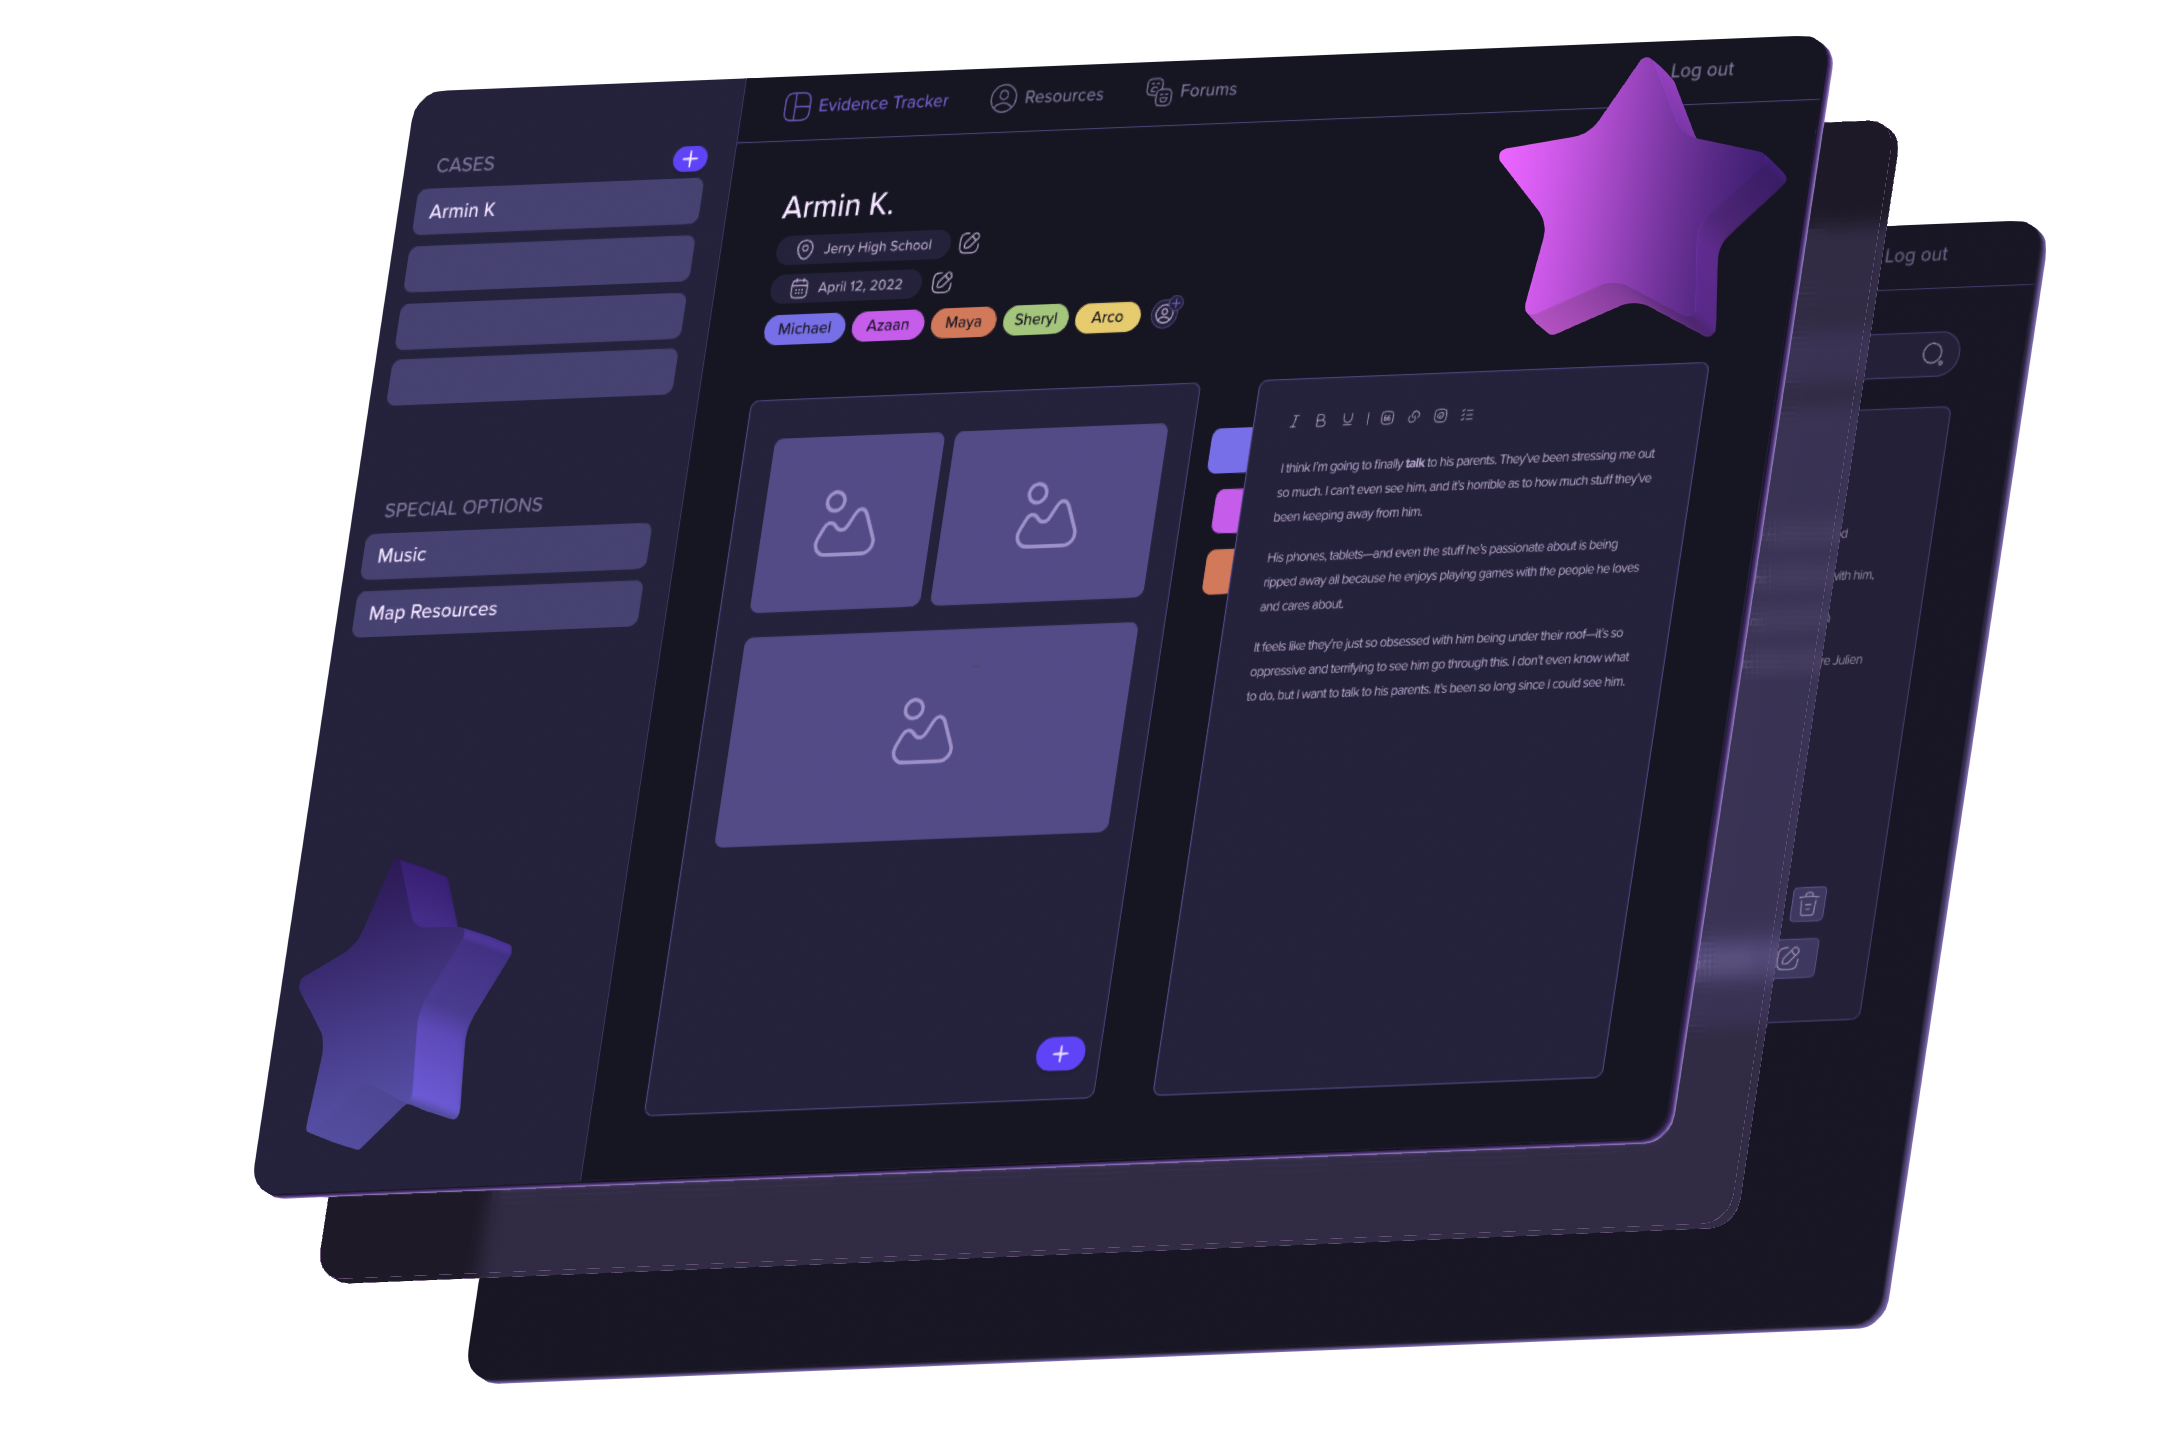 Evidence Tracker
Resources
Forums
Log out
CASES
Armin K
SPECIAL OPTIONS
Music
Map Resources
Armin K.
Jerry High School
April 12, 2022
Michael
Azaan
Maya
Sheryl
Arco
I B U
I think I'm going to finally talk to his parents. They've been stressing me out
so much. I can't even see him, and it's horrible as to how much stuff they've
been keeping away from him.
His phones, tablets—and even the stuff he's passionate about is being
ripped away all because he enjoys playing games with the people he loves
and cares about.
It feels like they're just so obsessed with him being under their roof—it's so
oppressive and terrifying to see him go through this. I don't even know what
to do, but I want to talk to his parents. It's been so long since I could see him.
Log out
with him,
Julien